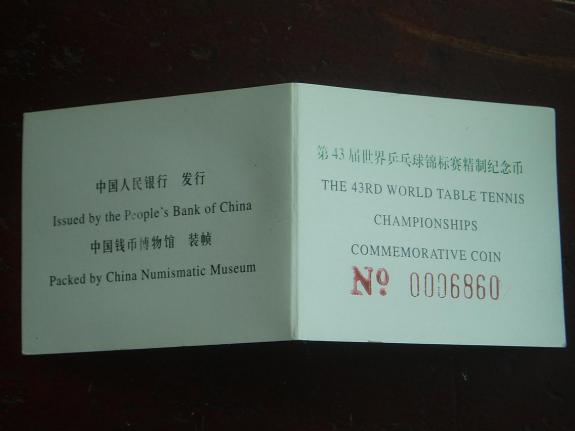 中国人民银行 发行
Issued by the People's Bank of China
中国钱币博物馆 装帧
Packed by China Numismatic Museum
第43届世界乒乓球锦标赛精制纪念币
THE 43RD WORLD TABLE TENNIS
CHAMPIONSHIPS
COMMEMORATIVE COIN
Nº 0006860